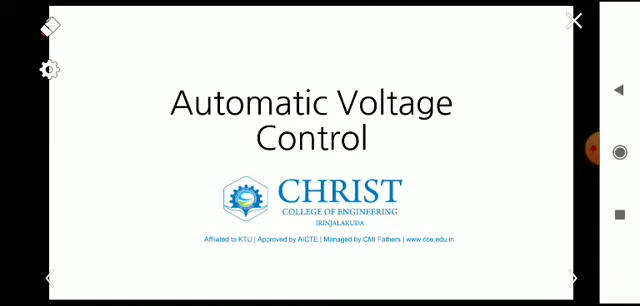 Automatic Voltage
Control
CHRIST
COLLEGE OF ENGINEERING
IRINJALAKUDA
Affliated to KTU | Approved by AICTE | Managed by CMI Fathers | www.cce.edu.in